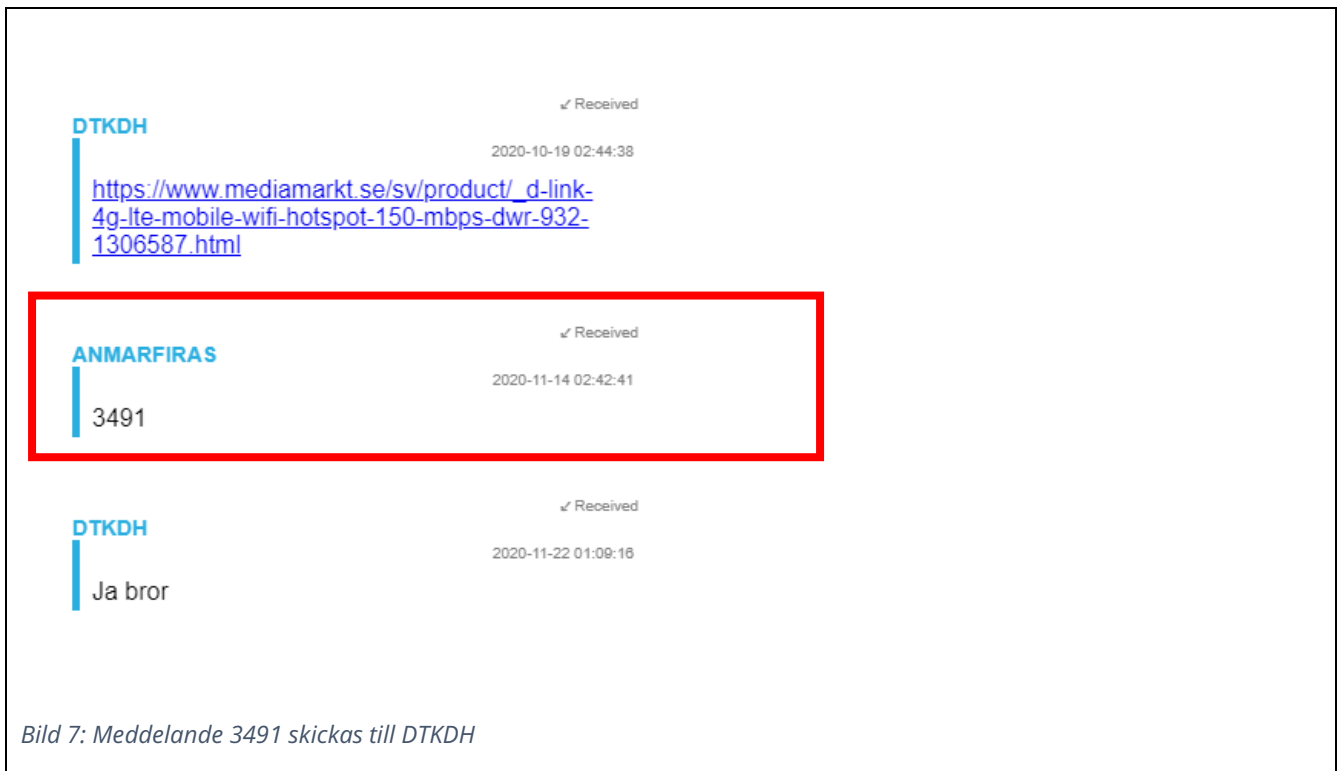 ↙ Received
DTKDH
2020-10-19 02:44:38
https://www.mediamarkt.se/sv/product/_d-link-
4g-lte-mobile-wifi-hotspot-150-mbps-dwr-932-
1306587.html
↙ Received
ANMARFIRAS
2020-11-14 02:42:41
3491
↙ Received
DTKDH
2020-11-22 01:09:16
Ja bror
Bild 7: Meddelande 3491 skickas till DTKDH